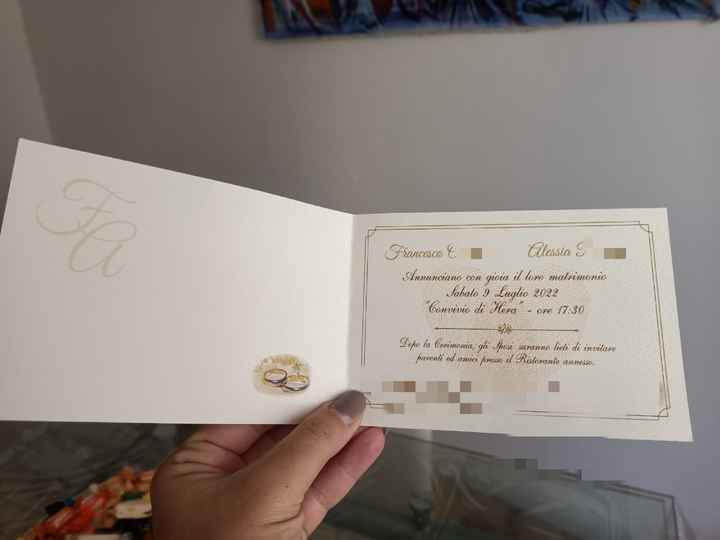 FA
Francesco C
Alessia
Annunciano con gioia il loro matrimonio
Sabato 9 Luglio 2022
"Convivio di Hera" - ore 17:30
Dopo la Cerimonia, gli Sposi saranno lieti di invitare
parenti ed amici presso il Ristorante annesso.